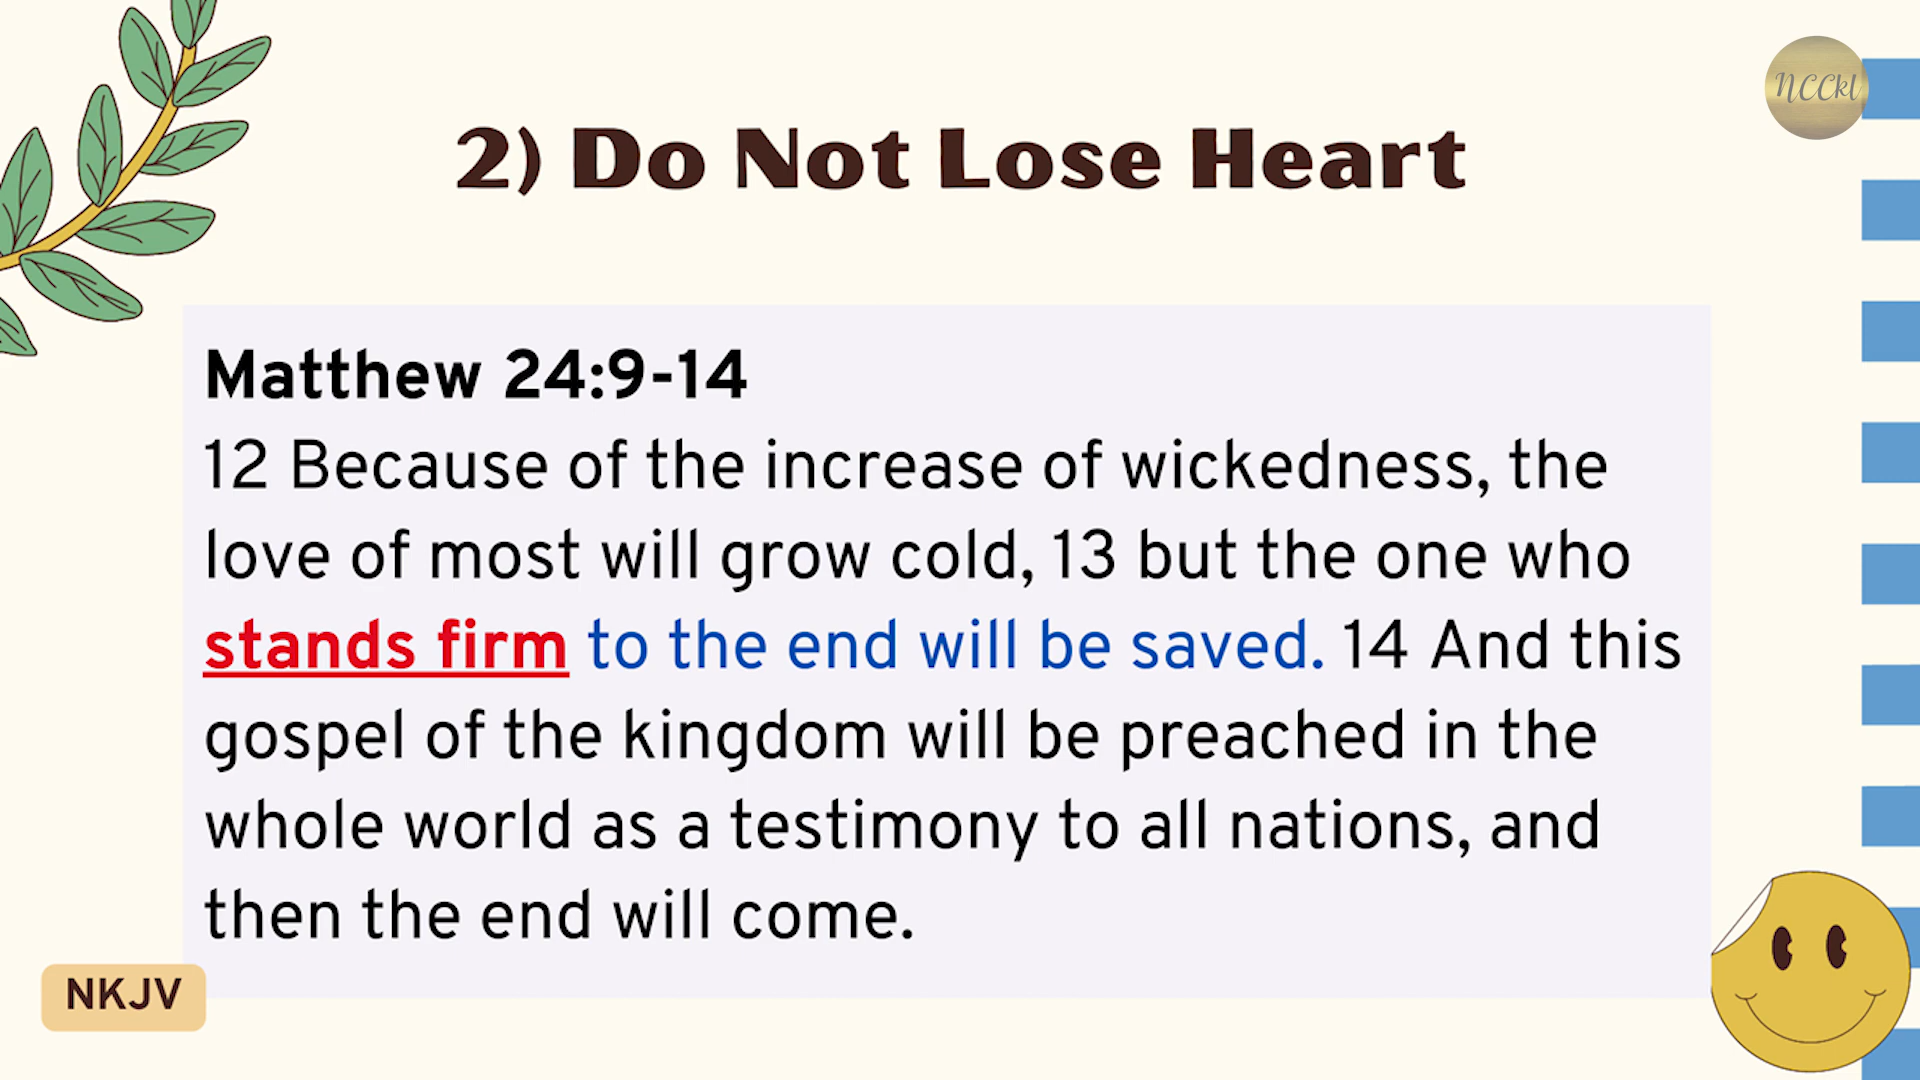 NCCkl
2) Do Not Lose Heart
Matthew 24:9-14
12 Because of the increase of wickedness, the
love of most will grow cold, 13 but the one who
stands firm to the end will be saved. 14 And this
gospel of the kingdom will be preached in the
whole world as a testimony to all nations, and
then the end will come.
NKJV